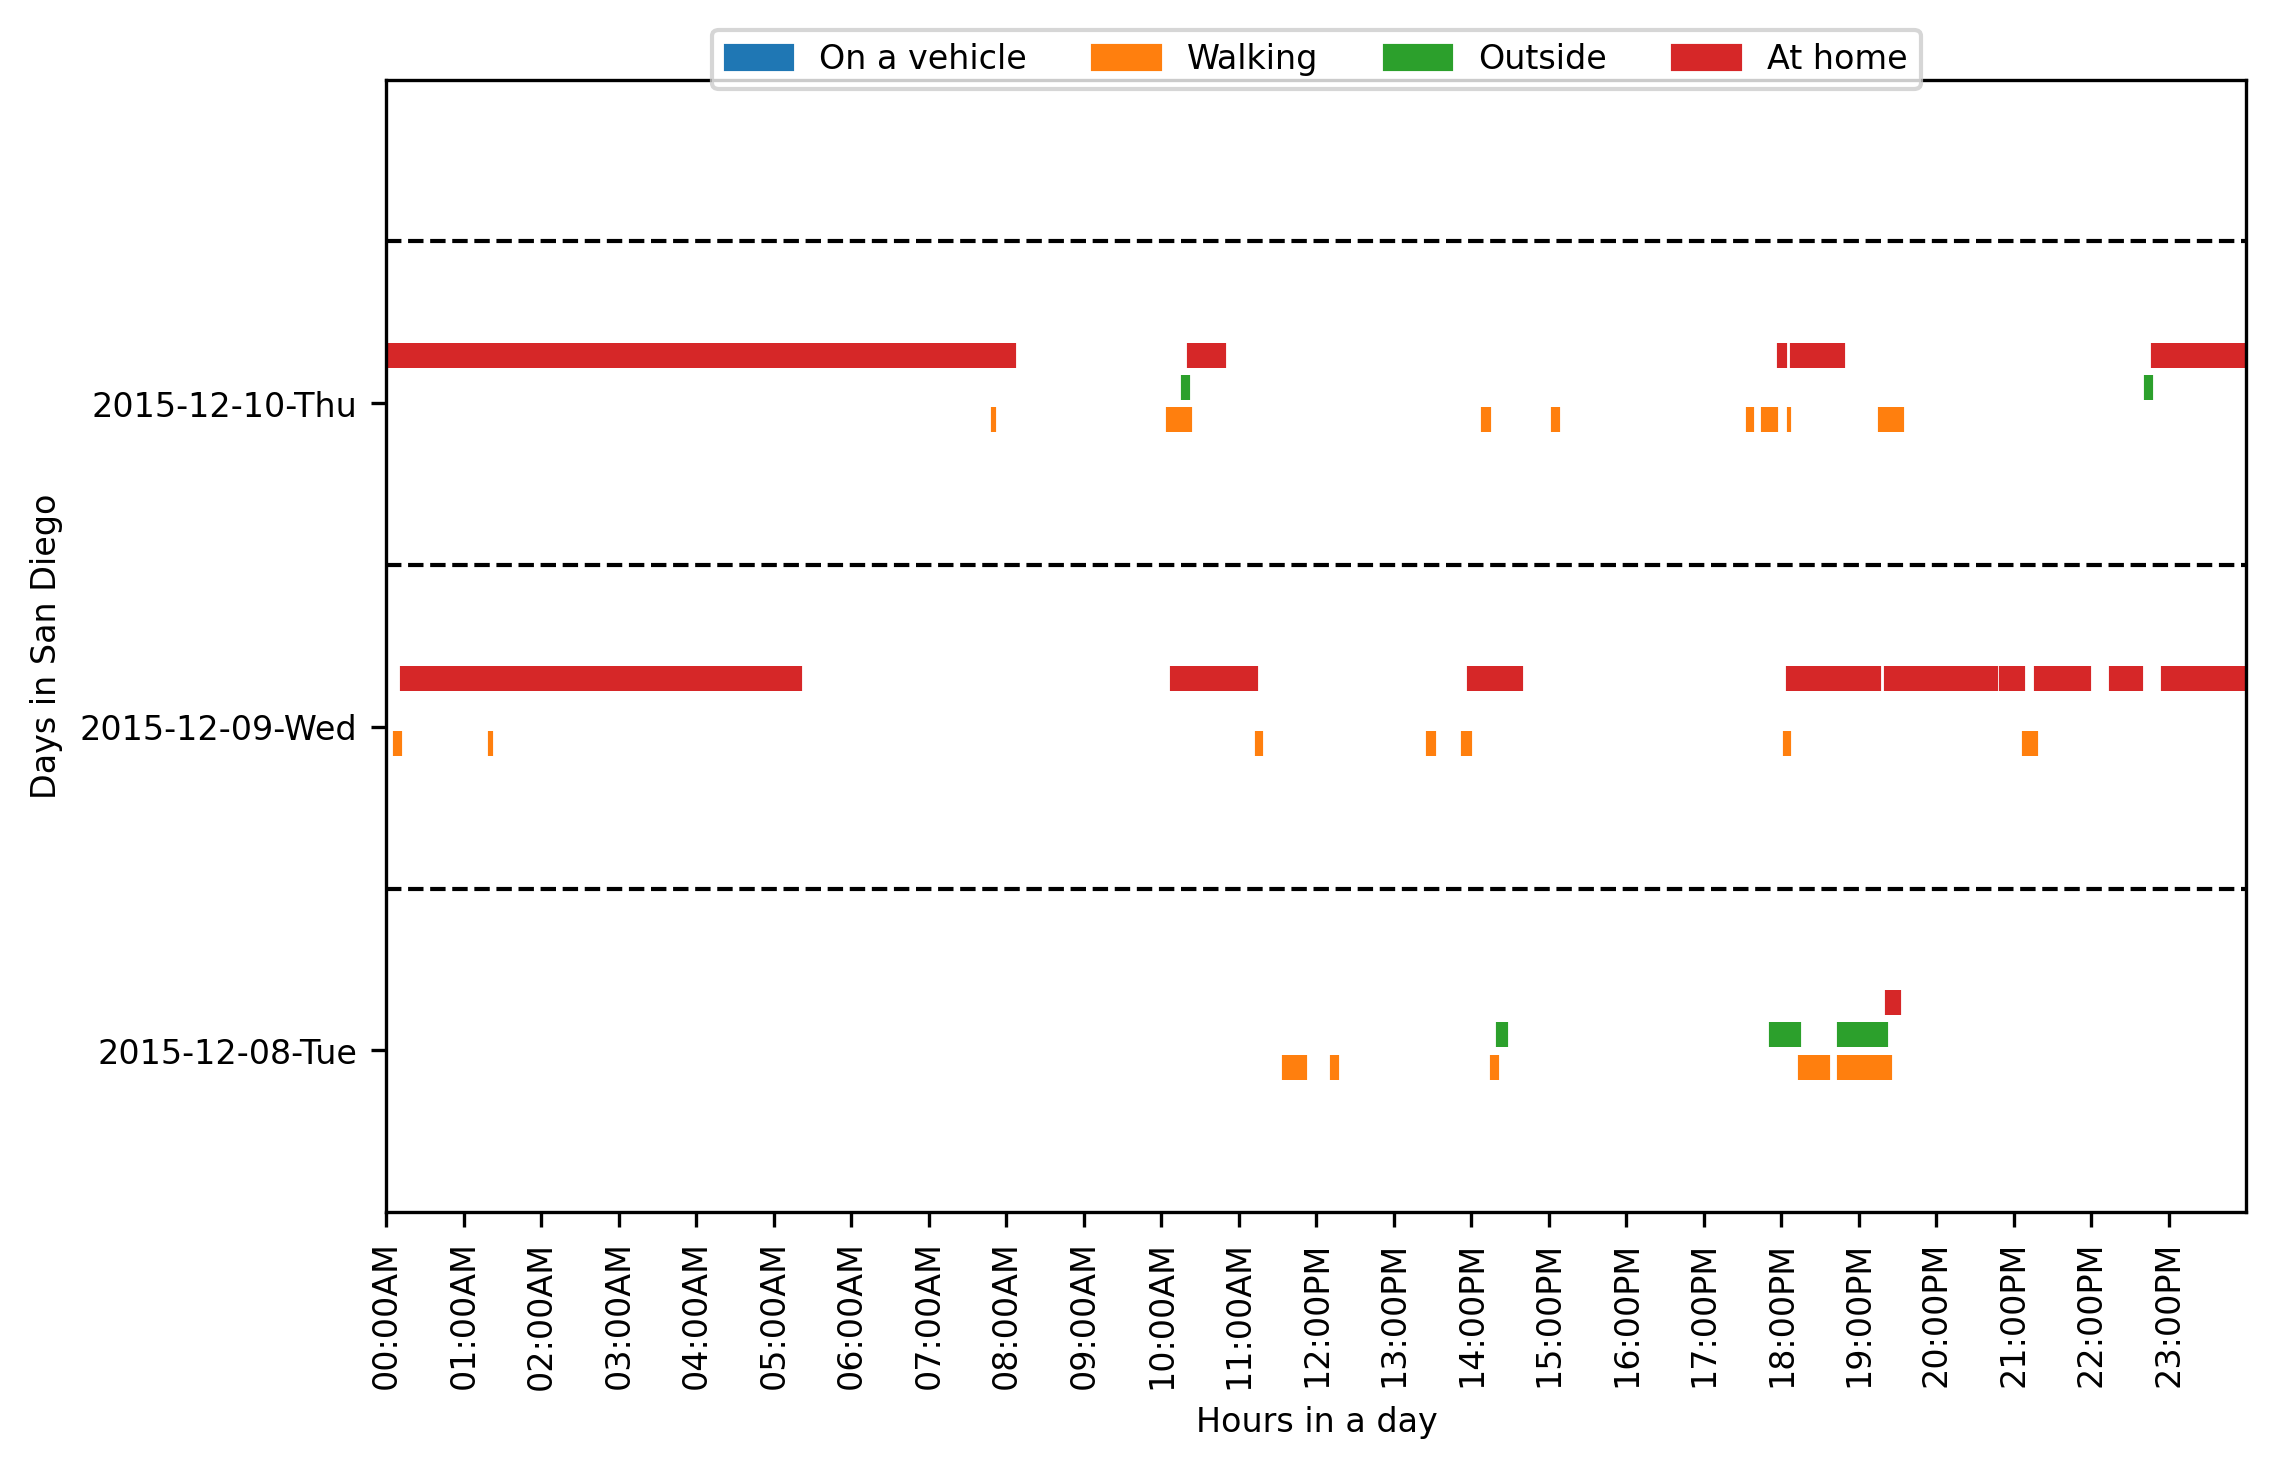 On a vehicle Walking Outside At home
2015-12-10-Thu
2015-12-09-Wed
2015-12-08-Tue
Days in San Diego
00:00AM 01:00AM 02:00AM 03:00AM 04:00AM 05:00AM 06:00AM 07:00AM 08:00AM 09:00AM 10:00AM 11:00AM 12:00PM 13:00PM 14:00PM 15:00PM 16:00PM 17:00PM 18:00PM 19:00PM 20:00PM 21:00PM 22:00PM 23:00PM
Hours in a day